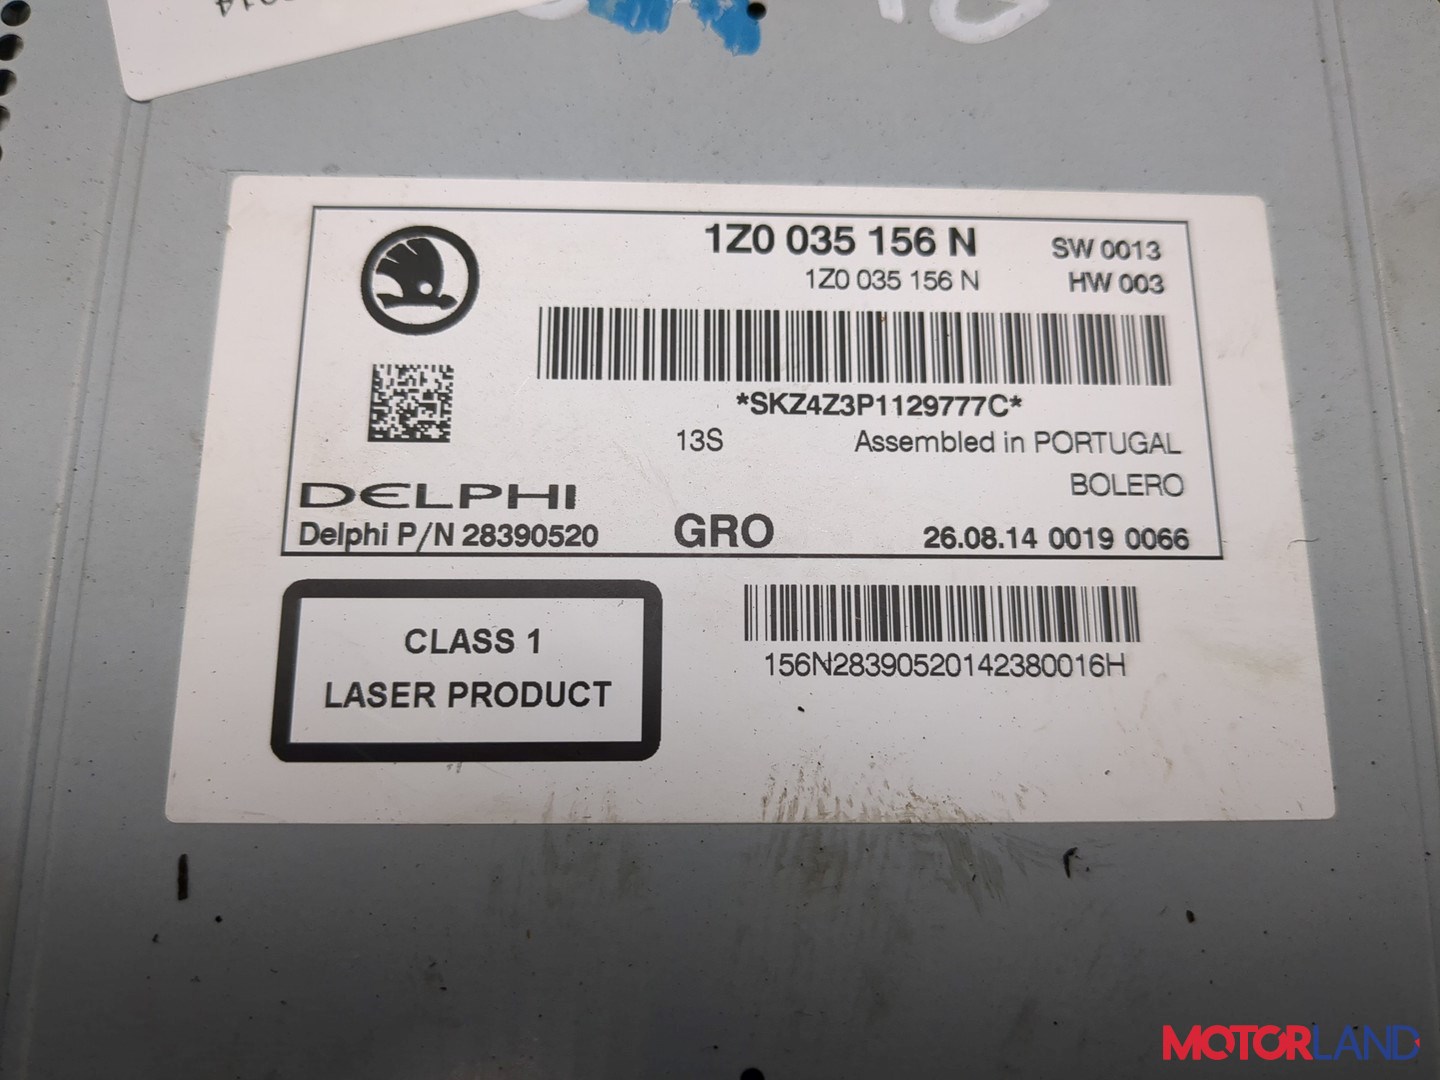 1Z0 035 156 N SW 0013
1Z0 035 156 N HW 003
*SKZ4Z3P1129777C*
13S Assembled in PORTUGAL
BOLERO
DELPHI
Delphi P/N 28390520 GRO 26.08.14 0019 0066
CLASS 1
LASER PRODUCT
156N28390520142380016H
MOTORLAND